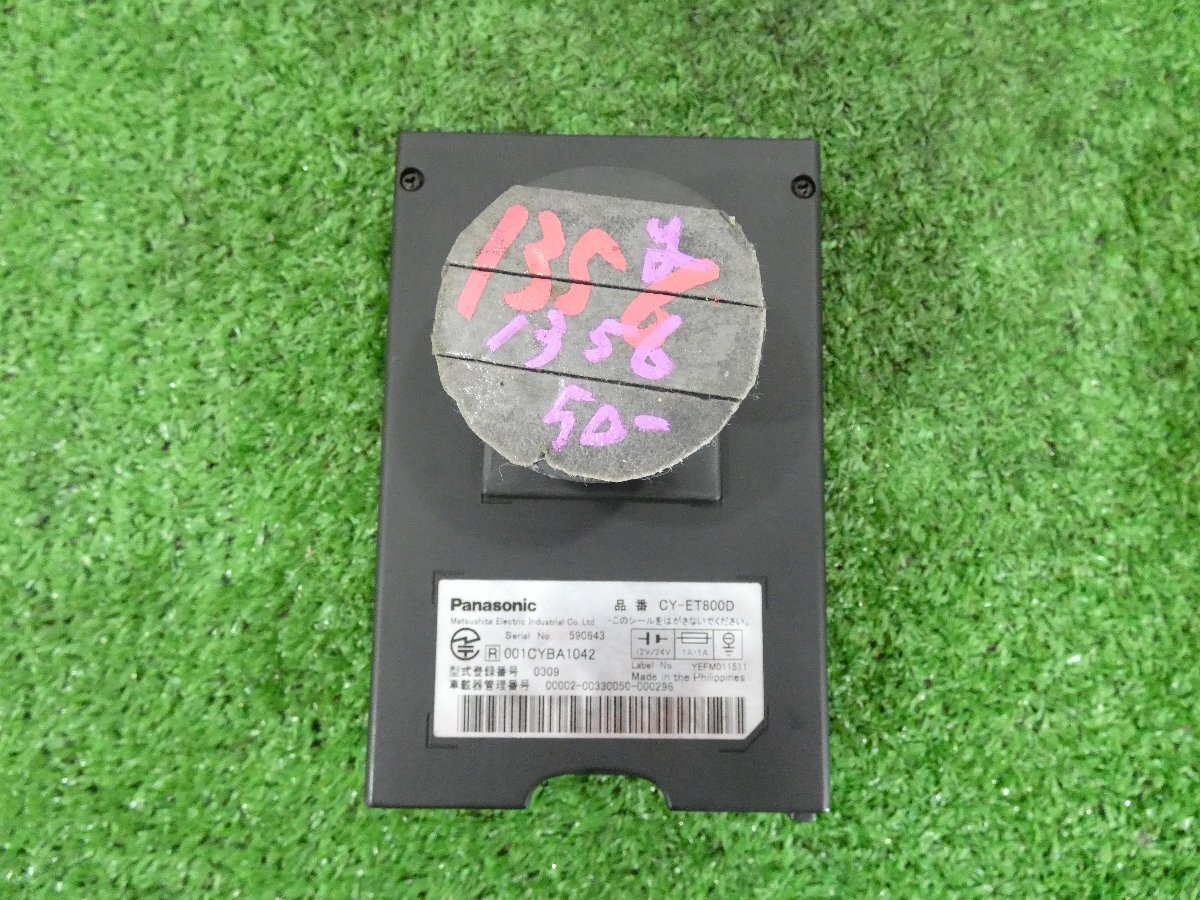 1356
1356
50-
Panasonic 品番 CY-ET800D
Matsushita Electric Industrial Co.,Ltd ・このシールをはがさないでください。
Serial No 590843
R 001CYBA1042
12V/24V 1A・1A
Label No. YEFM011511
型式登録番号 0309
Made in the Philippines
車載器管理番号 00002-00330050-000296